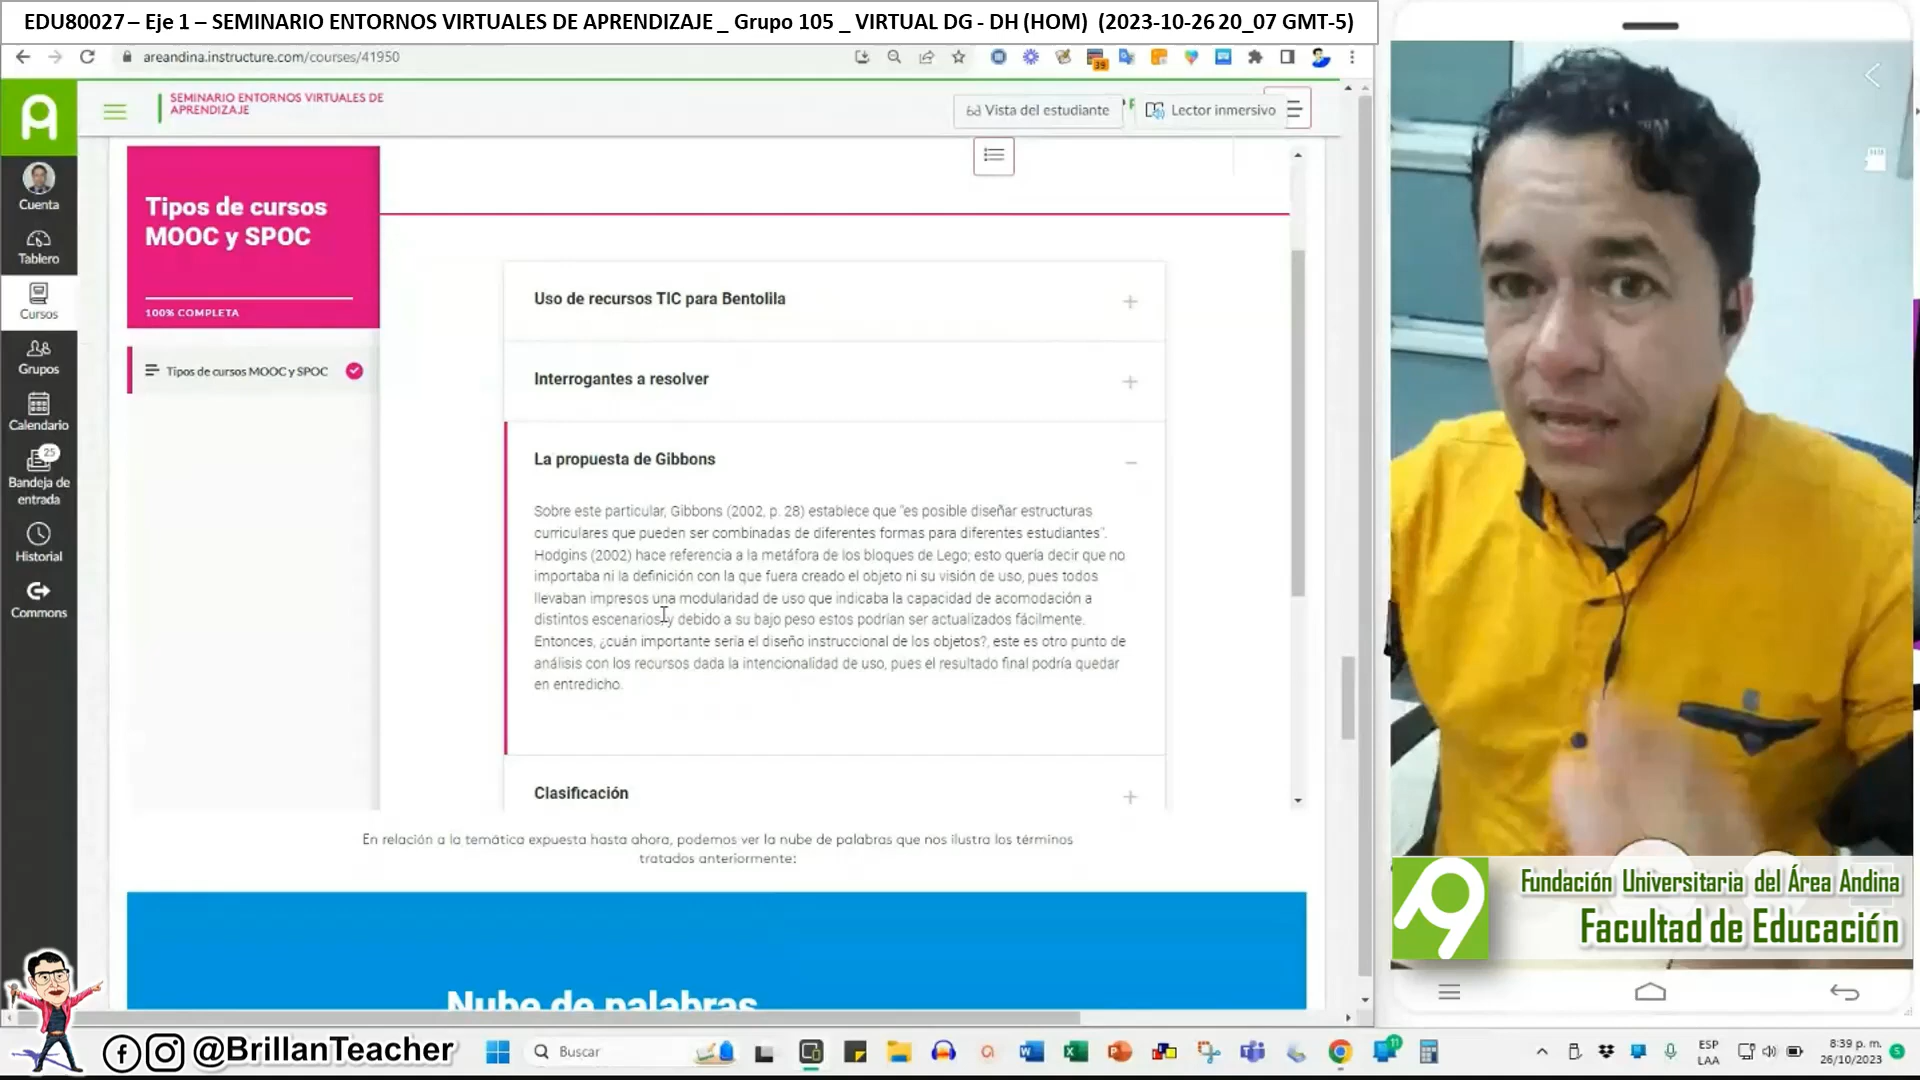 EDU80027 – Eje 1 – SEMINARIO ENTORNOS VIRTUALES DE APRENDIZAJE _ Grupo 105 _ VIRTUAL DG - DH (HOM) (2023-10-26 20_07 GMT-5)
areandina.instructure.com/courses/41950
39
SEMINARIO ENTORNOS VIRTUALES DE
APRENDIZAJE
Vista del estudiante
Lector inmersivo
Cuenta
Tablero
Cursos
Grupos
Calendario
25
Bandeja de
entrada
Historial
Commons
Tipos de cursos
MOOC y SPOC
100% COMPLETA
Tipos de cursos MOOC y SPOC
Uso de recursos TIC para Bentolila
Interrogantes a resolver
La propuesta de Gibbons
Sobre este particular, Gibbons (2002, p. 28) establece que "es posible diseñar estructuras
curriculares que pueden ser combinadas de diferentes formas para diferentes estudiantes".
Hodgins (2002) hace referencia a la metáfora de los bloques de Lego; esto quería decir que no
importaba ni la definición con la que fuera creado el objeto ni su visión de uso, pues todos
llevaban impresos una modularidad de uso que indicaba la capacidad de acomodación a
distintos escenarios y debido a su bajo peso estos podrían ser actualizados fácilmente.
Entonces, ¿cuán importante sería el diseño instruccional de los objetos?, este es otro punto de
análisis con los recursos dada la intencionalidad de uso, pues el resultado final podría quedar
en entredicho.
Clasificación
En relación a la temática expuesta hasta ahora, podemos ver la nube de palabras que nos ilustra los términos
tratados anteriormente:
Nube de palabras
Fundación Universitaria del Área Andina
Facultad de Educación
@BrillanTeacher
Buscar
11
ESP
LAA
8:39 p. m.
26/10/2023